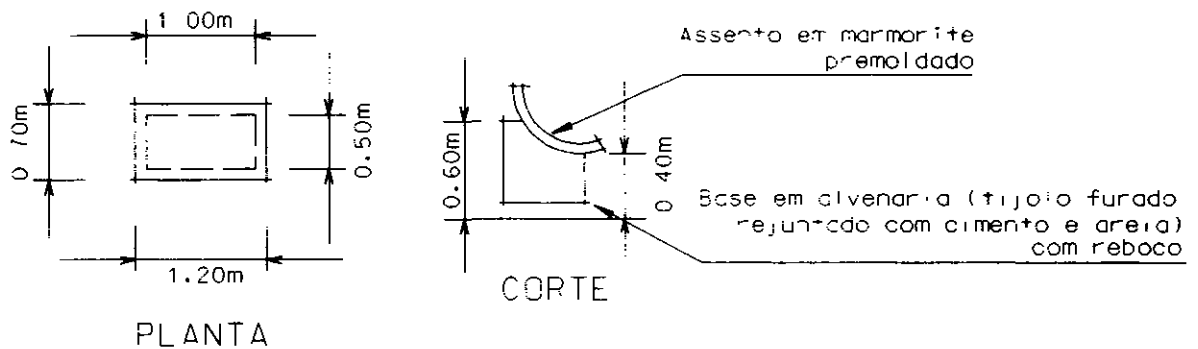 1 00m
0 70m
0.50m
1.20m
PLANTA
Assento em marmorite
premoldado
0.60m
0 40m
Base em alvenaria (tijolo furado
rejuntado com cimento e areia)
com reboco
CORTE